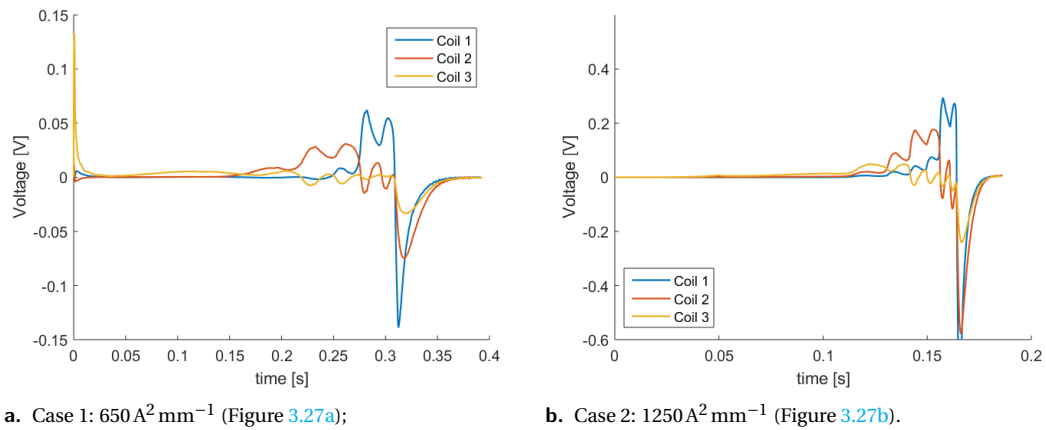 0.15
0.1
0.05
0
-0.05
-0.1
-0.15
Voltage [V]
0 0.05 0.1 0.15 0.2 0.25 0.3 0.35 0.4
time [s]
Coil 1
Coil 2
Coil 3
0.4
0.2
0
-0.2
-0.4
-0.6
Voltage [V]
0 0.05 0.1 0.15 0.2
time [s]
Coil 1
Coil 2
Coil 3
a. Case 1: 650 A² mm⁻¹ (Figure 3.27a);
b. Case 2: 1250 A² mm⁻¹ (Figure 3.27b).